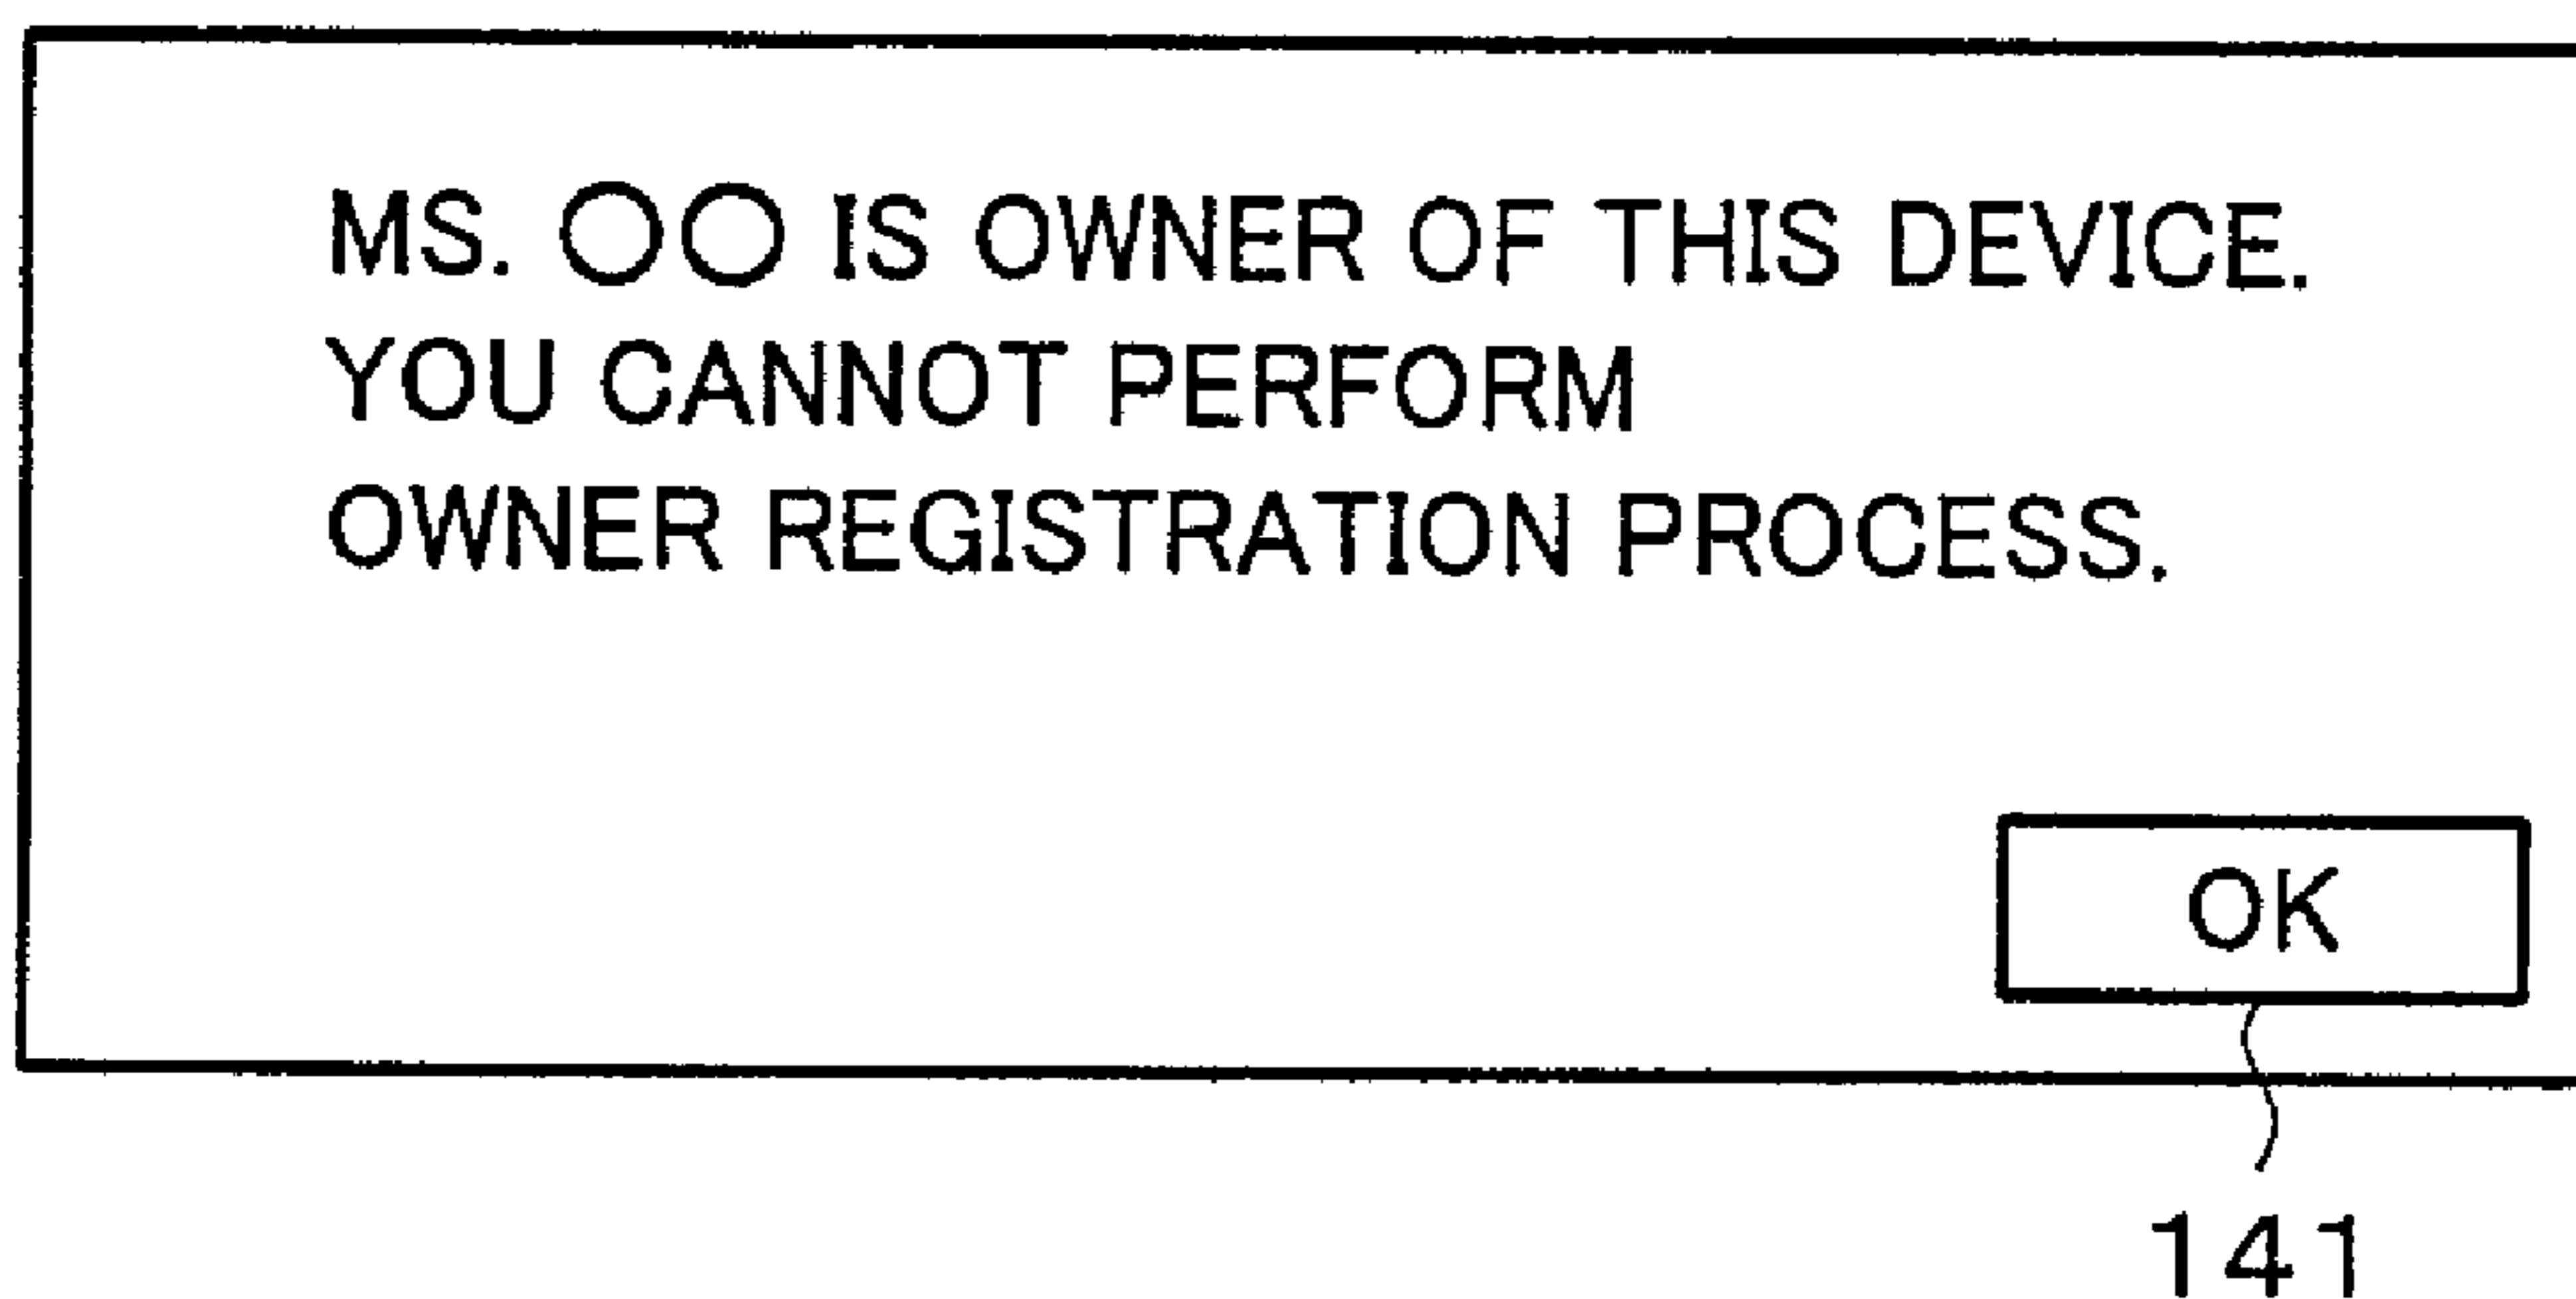 MS. ○○ IS OWNER OF THIS DEVICE.
YOU CANNOT PERFORM
OWNER REGISTRATION PROCESS.
OK
141